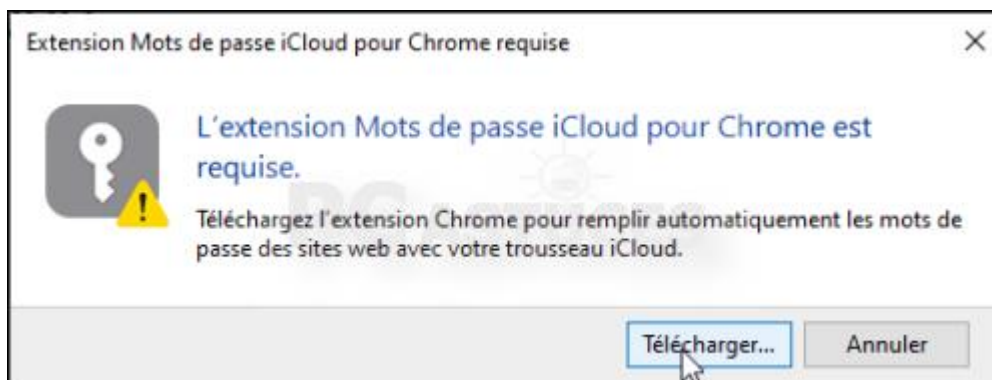 Extension Mots de passe iCloud pour Chrome requise
L'extension Mots de passe iCloud pour Chrome est
requise.
Téléchargez l'extension Chrome pour remplir automatiquement les mots de
passe des sites web avec votre trousseau iCloud.
Télécharger...
Annuler